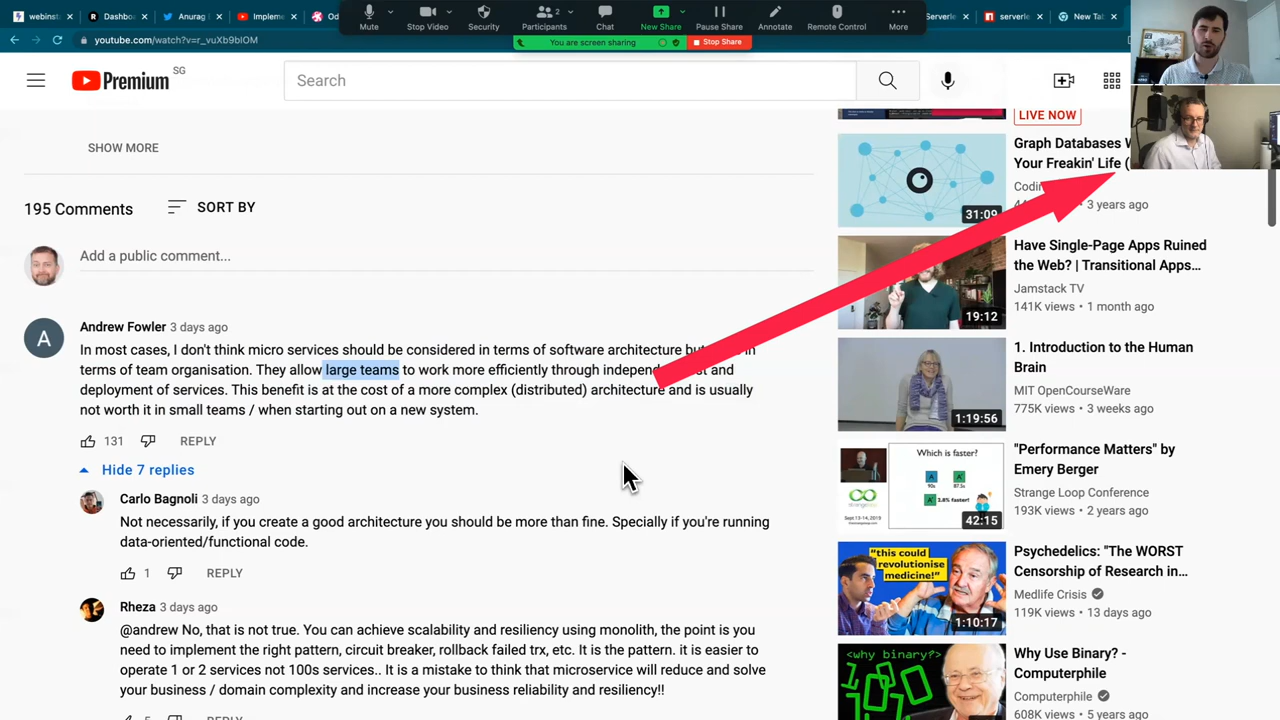 webinst
Dashbo
Anurag
Impleme
Od
Serverle
serverle
New Tab
Mute
Stop Video
Security
2
Participants
Chat
New Share
Pause Share
Annotate
Remote Control
More
You are screen sharing
Stop Share
youtube.com/watch?v=r_vuXb9bIOM
Premium SG
Search
SHOW MORE
195 Comments
SORT BY
Add a public comment...
A
Andrew Fowler 3 days ago
In most cases, I don't think micro services should be considered in terms of software architecture but in
terms of team organisation. They allow large teams to work more efficiently through and
deployment of services. This benefit is at the cost of a more complex (distributed) architecture and is usually
not worth it in small teams / when starting out on a new system.
131
REPLY
Hide 7 replies
Carlo Bagnoli 3 days ago
Not necessarily, if you create a good architecture you should be more than fine. Specially if you're running
data-oriented/functional code.
1
REPLY
Rheza 3 days ago
@andrew No, that is not true. You can achieve scalability and resiliency using monolith, the point is you
need to implement the right pattern, circuit breaker, rollback failed trx, etc. It is the pattern. it is easier to
operate 1 or 2 services not 100s services.. It is a mistake to think that microservice will reduce and solve
your business / domain complexity and increase your business reliability and resiliency!!
LIVE NOW
31:09
Graph Databases
Your Freakin' Life (
3 years ago
19:12
Have Single-Page Apps Ruined
the Web? | Transitional Apps...
Jamstack TV
141K views • 1 month ago
1:19:56
1. Introduction to the Human
Brain
MIT OpenCourseWare
775K views • 3 weeks ago
Which is faster?
42:15
"Performance Matters" by
Emery Berger
Strange Loop Conference
193K views • 2 years ago
"this could
revolutionise
medicine!"
1:10:17
Psychedelics: "The WORST
Censorship of Research in...
Medlife Crisis
119K views • 13 days ago
<why binary?>
Why Use Binary? -
Computerphile
Computerphile
608K views • 5 years ago